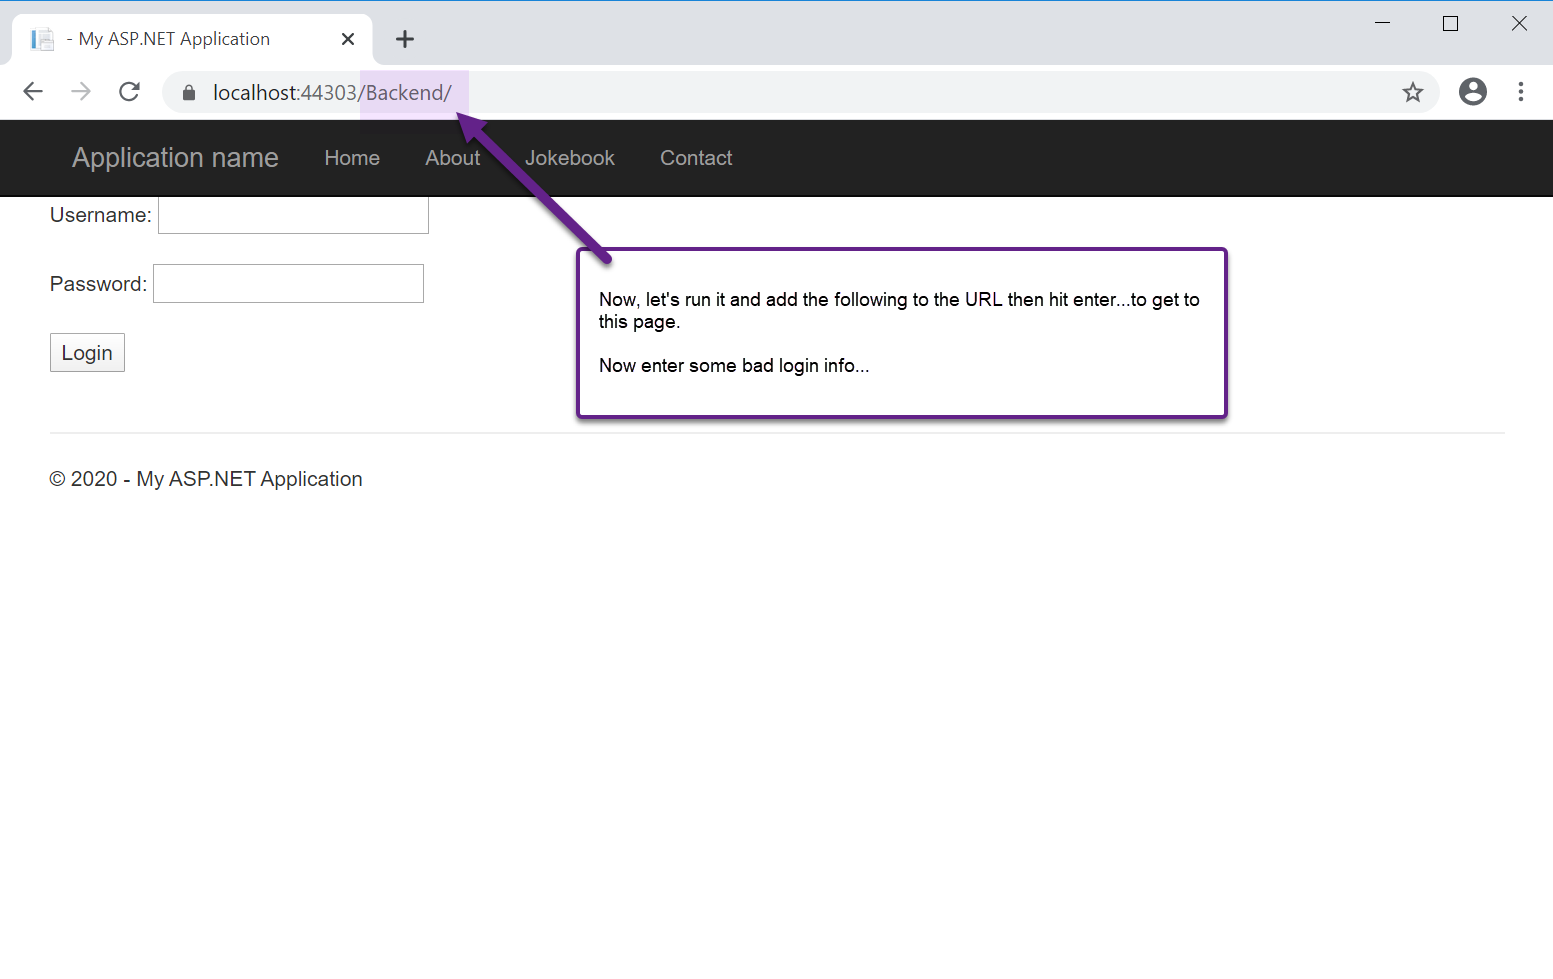 - My ASP.NET Application
localhost:44303/Backend/
Application name Home About Jokebook Contact
Username:
Password:
Login
Now, let's run it and add the following to the URL then hit enter...to get to
this page.
Now enter some bad login info...
© 2020 - My ASP.NET Application